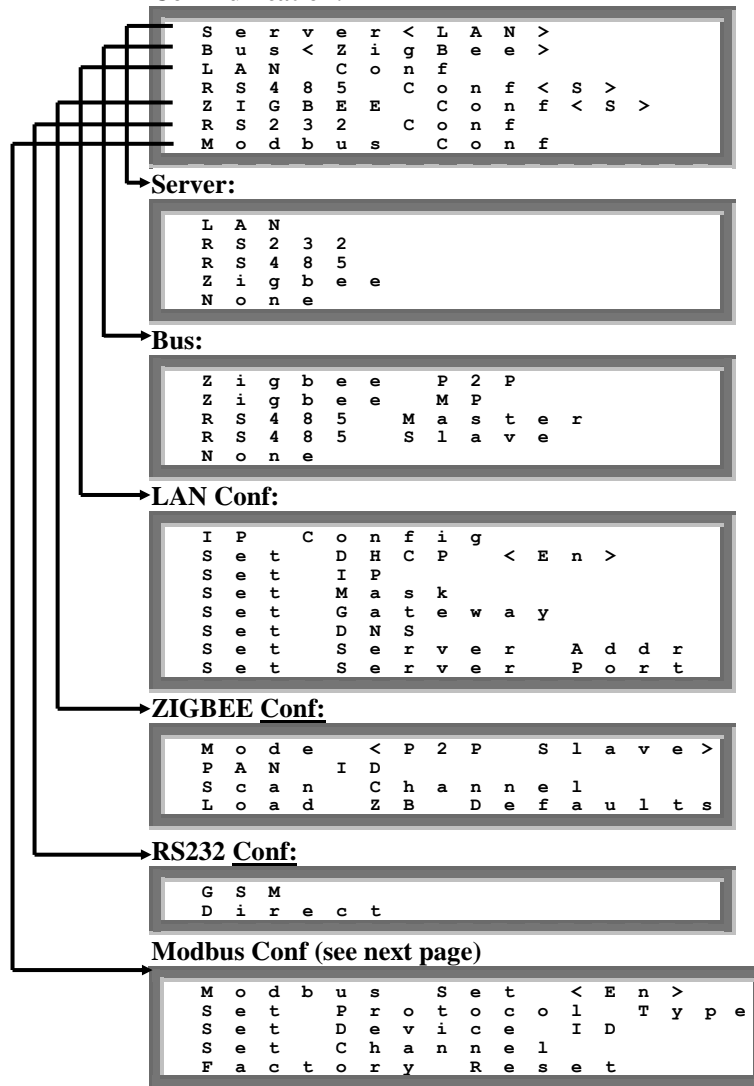 Server<LAN>
Bus<ZigBee>
LAN Conf
RS485 Conf<S>
ZIGBEE Conf<S>
RS232 Conf
Modbus Conf
Server:
LAN
RS232
RS485
Zigbee
None
Bus:
Zigbee P2P
Zigbee MP
RS485 Master
RS485 Slave
None
LAN Conf:
IP Config
Set DHCP <En>
Set IP
Set Mask
Set Gateway
Set DNS
Set Server Addr
Set Server Port
ZIGBEE Conf:
Mode <P2P Slave>
PAN ID
Scan Channel
Load ZB Defaults
RS232 Conf:
GSM
Direct
Modbus Conf (see next page)
Modbus Set <En>
Set Protocol Type
Set Device ID
Set Channel
Factory Reset